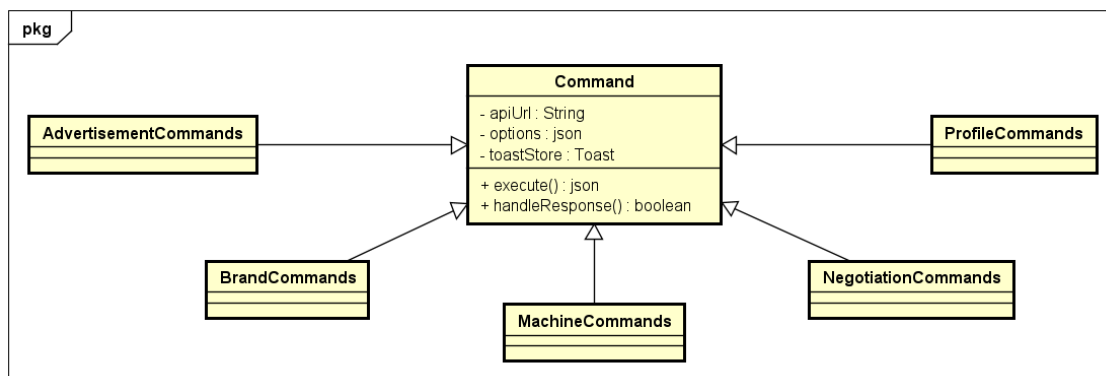 pkg
Command
- apiUrl : String
- options : json
- toastStore : Toast
+ execute() : json
+ handleResponse() : boolean
AdvertisementCommands
ProfileCommands
BrandCommands
NegotiationCommands
MachineCommands